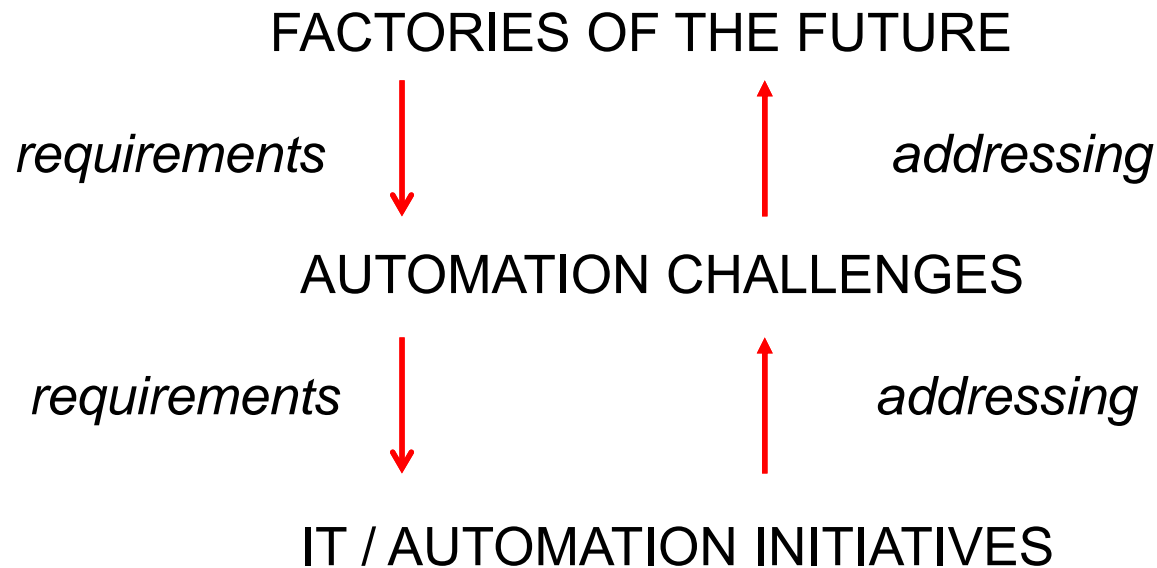 FACTORIES OF THE FUTURE
requirements
addressing
AUTOMATION CHALLENGES
requirements
addressing
IT / AUTOMATION INITIATIVES